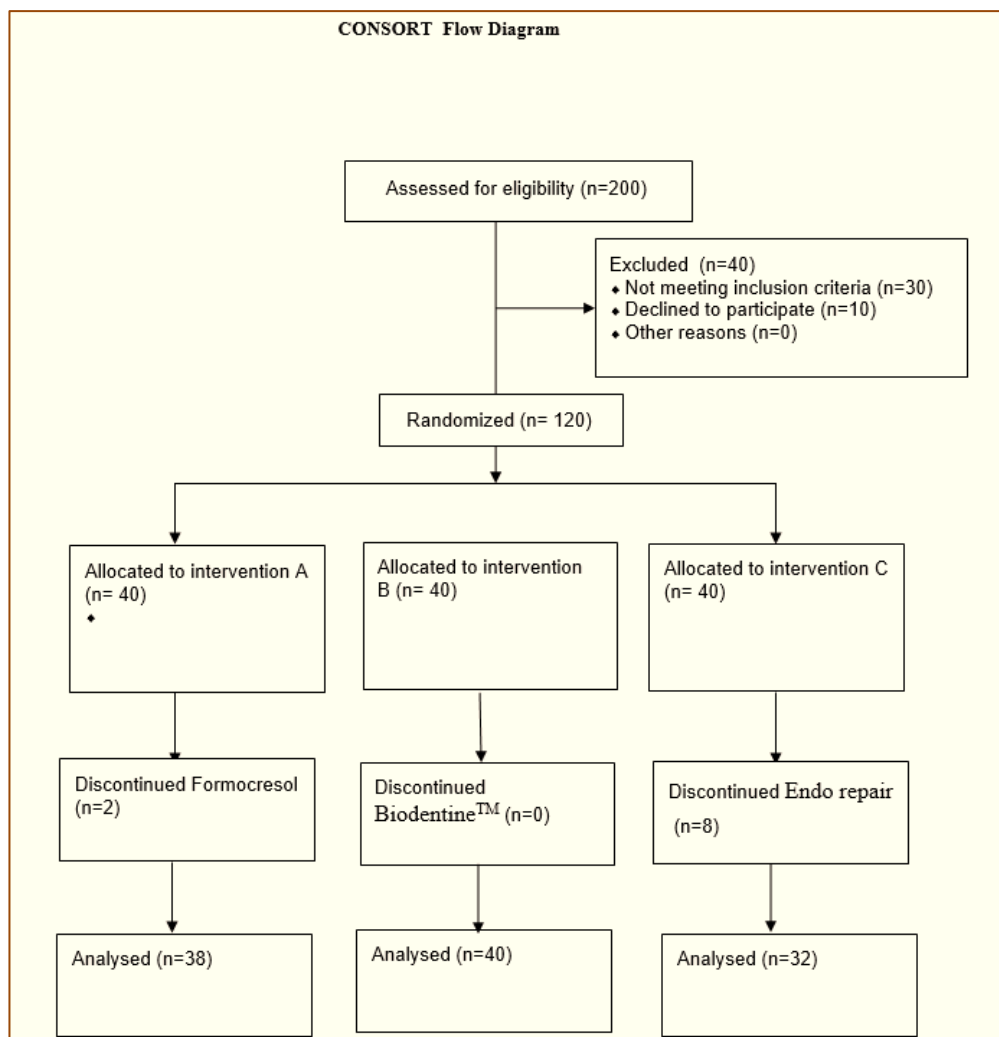 CONSORT Flow Diagram
Assessed for eligibility (n=200)
Excluded (n=40)
⬥ Not meeting inclusion criteria (n=30)
⬥ Declined to participate (n=10)
⬥ Other reasons (n=0)
Randomized (n= 120)
Allocated to intervention A
(n= 40)
⬥
Allocated to intervention
B (n= 40)
Allocated to intervention C
(n= 40)
Discontinued Formocresol
(n=2)
Discontinued
Biodentine™ (n=0)
Discontinued Endo repair
(n=8)
Analysed (n=38)
Analysed (n=40)
Analysed (n=32)